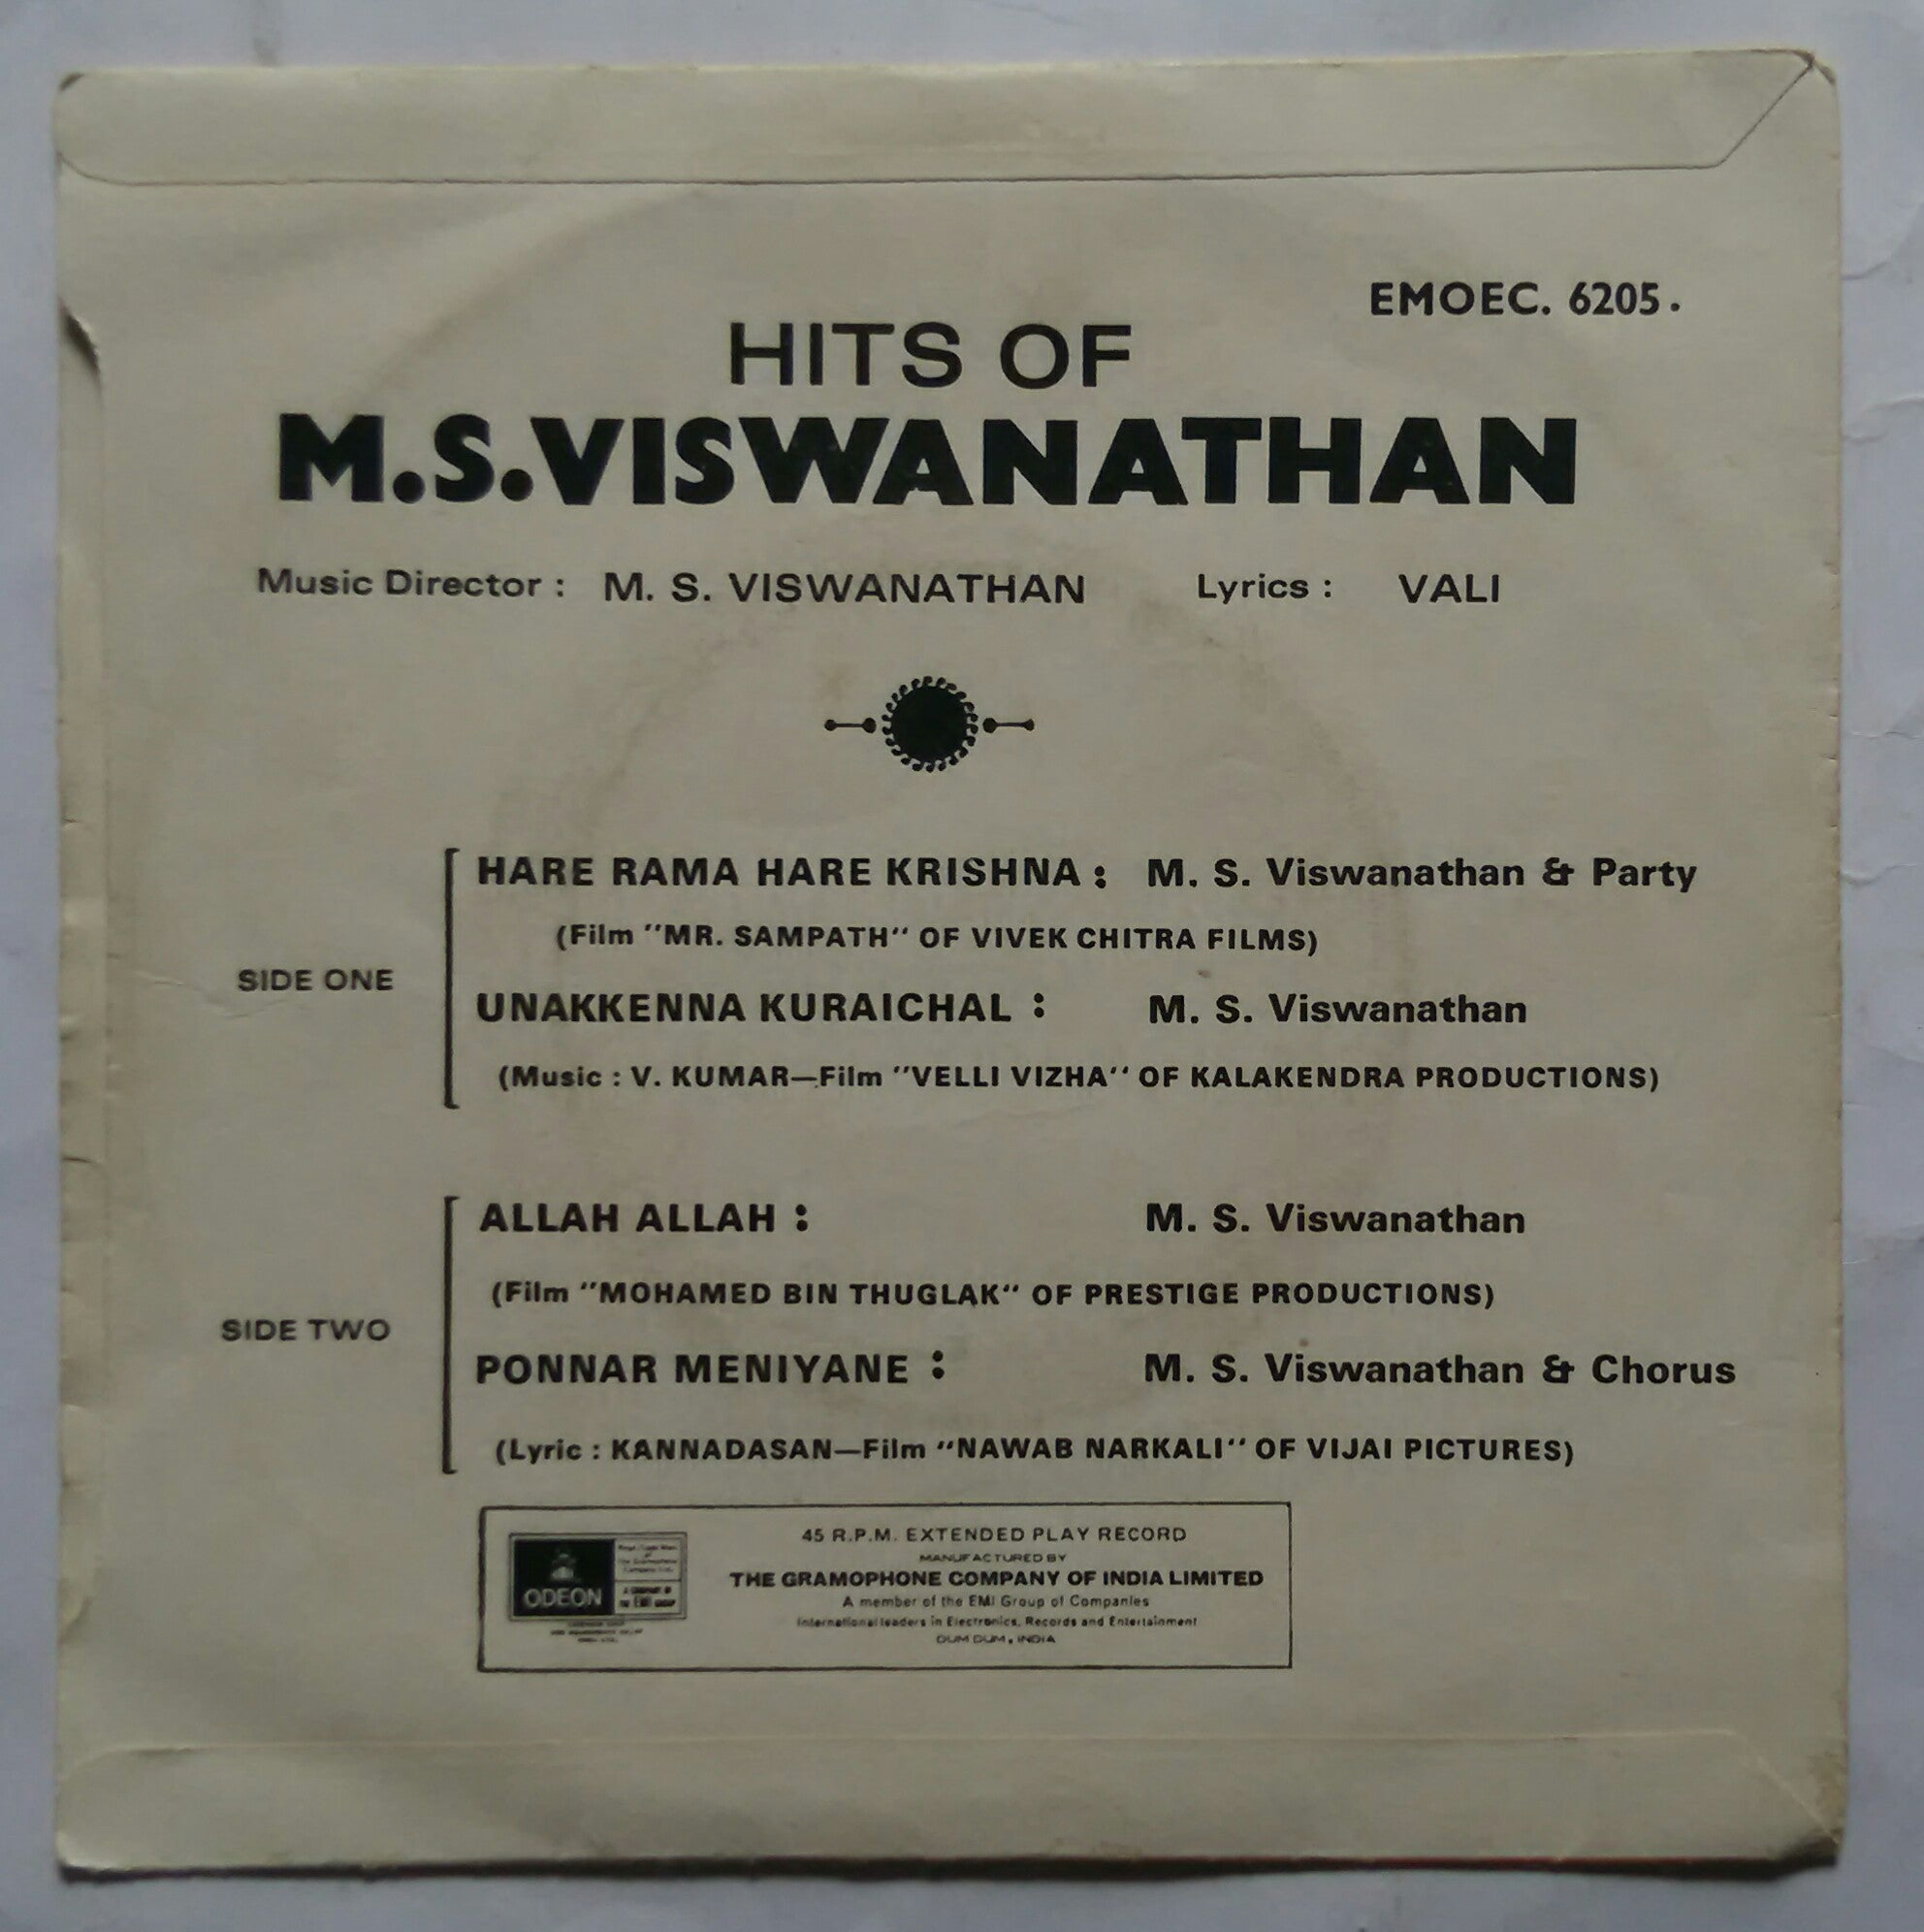 EMOEC. 6205.
HITS OF
M.S.VISWANATHAN
Music Director : M. S. VISWANATHAN Lyrics : VALI
HARE RAMA HARE KRISHNA : M. S. Viswanathan & Party
(Film "MR. SAMPATH" OF VIVEK CHITRA FILMS)
SIDE ONE
UNAKKENNA KURAICHAL : M. S. Viswanathan
(Music : V. KUMAR—Film "VELLI VIZHA" OF KALAKENDRA PRODUCTIONS)
ALLAH ALLAH : M. S. Viswanathan
(Film "MOHAMED BIN THUGLAK" OF PRESTIGE PRODUCTIONS)
SIDE TWO
PONNAR MENIYANE : M. S. Viswanathan & Chorus
(Lyric : KANNADASAN—Film "NAWAB NARKALI" OF VIJAI PICTURES)
45 R.P.M. EXTENDED PLAY RECORD
MANUFACTURED BY
THE GRAMOPHONE COMPANY OF INDIA LIMITED
A member of the EMI Group of Companies
International leaders in Electronics, Records and Entertainment
DUM DUM, INDIA
ODEON